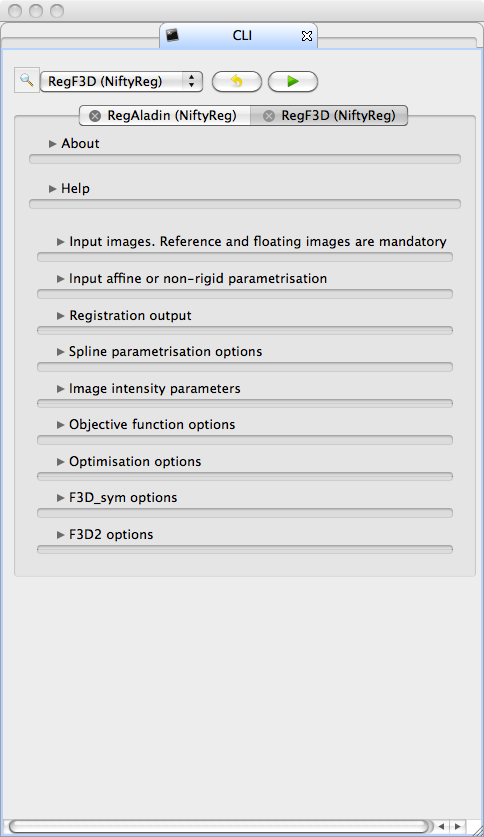 CLI
RegF3D (NiftyReg)
RegAladin (NiftyReg) RegF3D (NiftyReg)
About
Help
Input images. Reference and floating images are mandatory
Input affine or non-rigid parametrisation
Registration output
Spline parametrisation options
Image intensity parameters
Objective function options
Optimisation options
F3D_sym options
F3D2 options